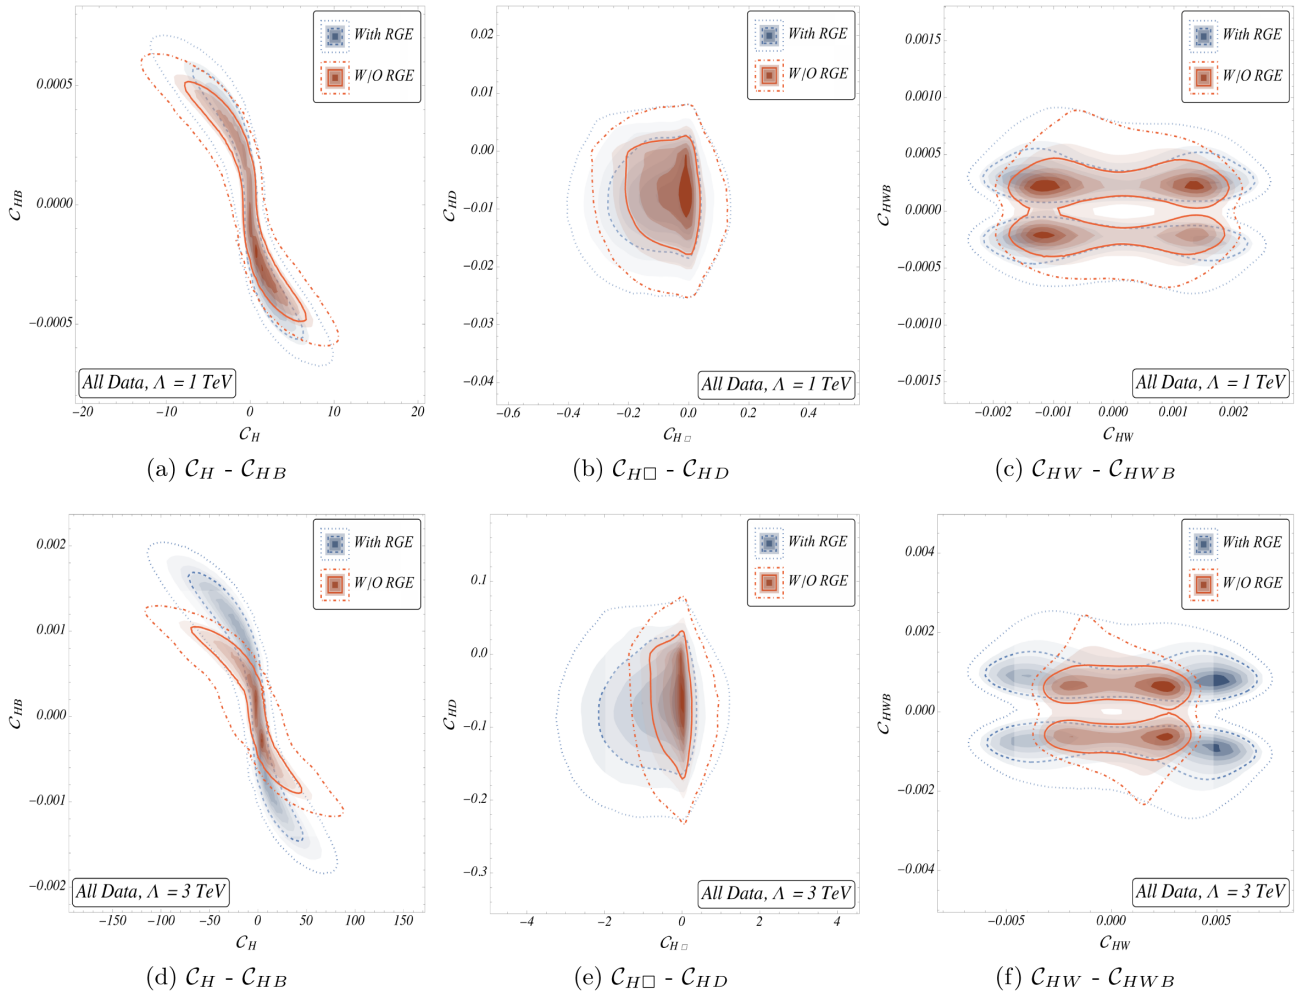 With RGE
W/O RGE
0.0005
0.0000
−0.0005
C_HB
All Data, Λ = 1 TeV
−20 −10 0 10 20
C_H
(a) C_H - C_HB
0.02
0.01
0.00
−0.01
−0.02
−0.03
−0.04
C_HD
With RGE
W/O RGE
All Data, Λ = 1 TeV
−0.6 −0.4 −0.2 0.0 0.2 0.4
C_H□
(b) C_H□ - C_HD
0.0015
0.0010
0.0005
0.0000
−0.0005
−0.0010
−0.0015
C_HWB
With RGE
W/O RGE
All Data, Λ = 1 TeV
−0.002 −0.001 0.000 0.001 0.002
C_HW
(c) C_HW - C_HWB
0.002
0.001
0.000
−0.001
−0.002
C_HB
With RGE
W/O RGE
All Data, Λ = 3 TeV
−150 −100 −50 0 50 100 150
C_H
(d) C_H - C_HB
0.1
0.0
−0.1
−0.2
−0.3
C_HD
With RGE
W/O RGE
All Data, Λ = 3 TeV
−4 −2 0 2 4
C_H□
(e) C_H□ - C_HD
0.004
0.002
0.000
−0.002
−0.004
C_HWB
With RGE
W/O RGE
All Data, Λ = 3 TeV
−0.005 0.000 0.005
C_HW
(f) C_HW - C_HWB